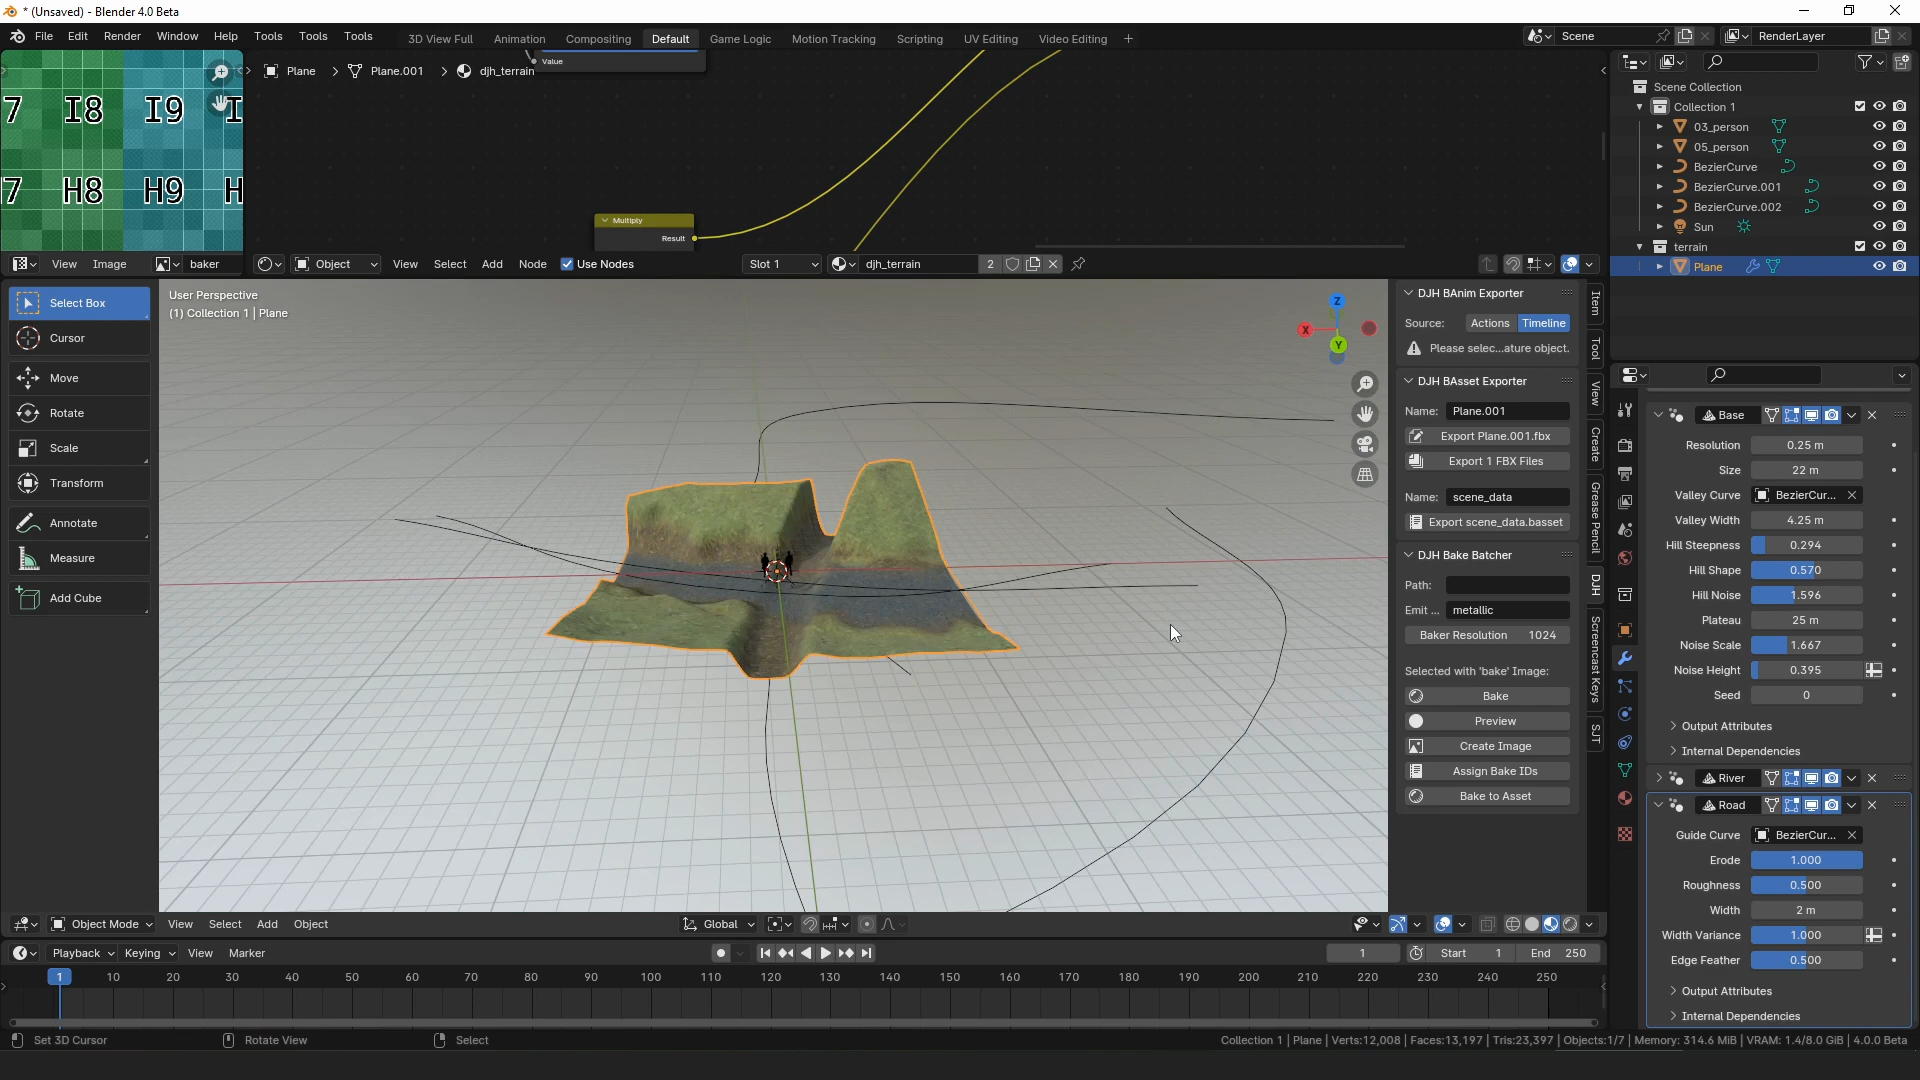 * (Unsaved) - Blender 4.0 Beta
File Edit Render Window Help Tools Tools Tools
3D View Full Animation Compositing Default Game Logic Motion Tracking Scripting UV Editing Video Editing
Scene
RenderLayer
7 I8 I9 I
7 H8 H9 H
Plane Plane.001 djh_terrain
Value
Multiply
Result
View Image baker
Object View Select Add Node Use Nodes Slot 1 djh_terrain 2
Scene Collection
Collection 1
03_person
05_person
BezierCurve
BezierCurve.001
BezierCurve.002
Sun
terrain
Plane
Select Box
Cursor
Move
Rotate
Scale
Transform
Annotate
Measure
Add Cube
User Perspective
(1) Collection 1 | Plane
Z
X
Y
DJH BAnim Exporter
Source: Actions Timeline
Please selec...ature object.
DJH BAsset Exporter
Name: Plane.001
Export Plane.001.fbx
Export 1 FBX Files
Name: scene_data
Export scene_data.basset
DJH Bake Batcher
Path:
Emit ... metallic
Baker Resolution 1024
Selected with 'bake' Image:
Bake
Preview
Create Image
Assign Bake IDs
Bake to Asset
Item
Tool
View
Create
Grease Pencil
DJH
Screencast Keys
SJT
Base
Resolution 0.25 m
Size 22 m
Valley Curve BezierCur...
Valley Width 4.25 m
Hill Steepness 0.294
Hill Shape 0.570
Hill Noise 1.596
Plateau 25 m
Noise Scale 1.667
Noise Height 0.395
Seed 0
Output Attributes
Internal Dependencies
River
Road
Guide Curve BezierCur...
Erode 1.000
Roughness 0.500
Width 2 m
Width Variance 1.000
Edge Feather 0.500
Output Attributes
Internal Dependencies
Object Mode View Select Add Object Global
Playback Keying View Marker 1 Start 1 End 250
1 10 20 30 40 50 60 70 80 90 100 110 120 130 140 150 160 170 180 190 200 210 220 230 240 250
Set 3D Cursor Rotate View Select
Collection 1 | Plane | Verts:12,008 | Faces:13,197 | Tris:23,397 | Objects:1/7 | Memory: 314.6 MiB | VRAM: 1.4/8.0 GiB | 4.0.0 Beta